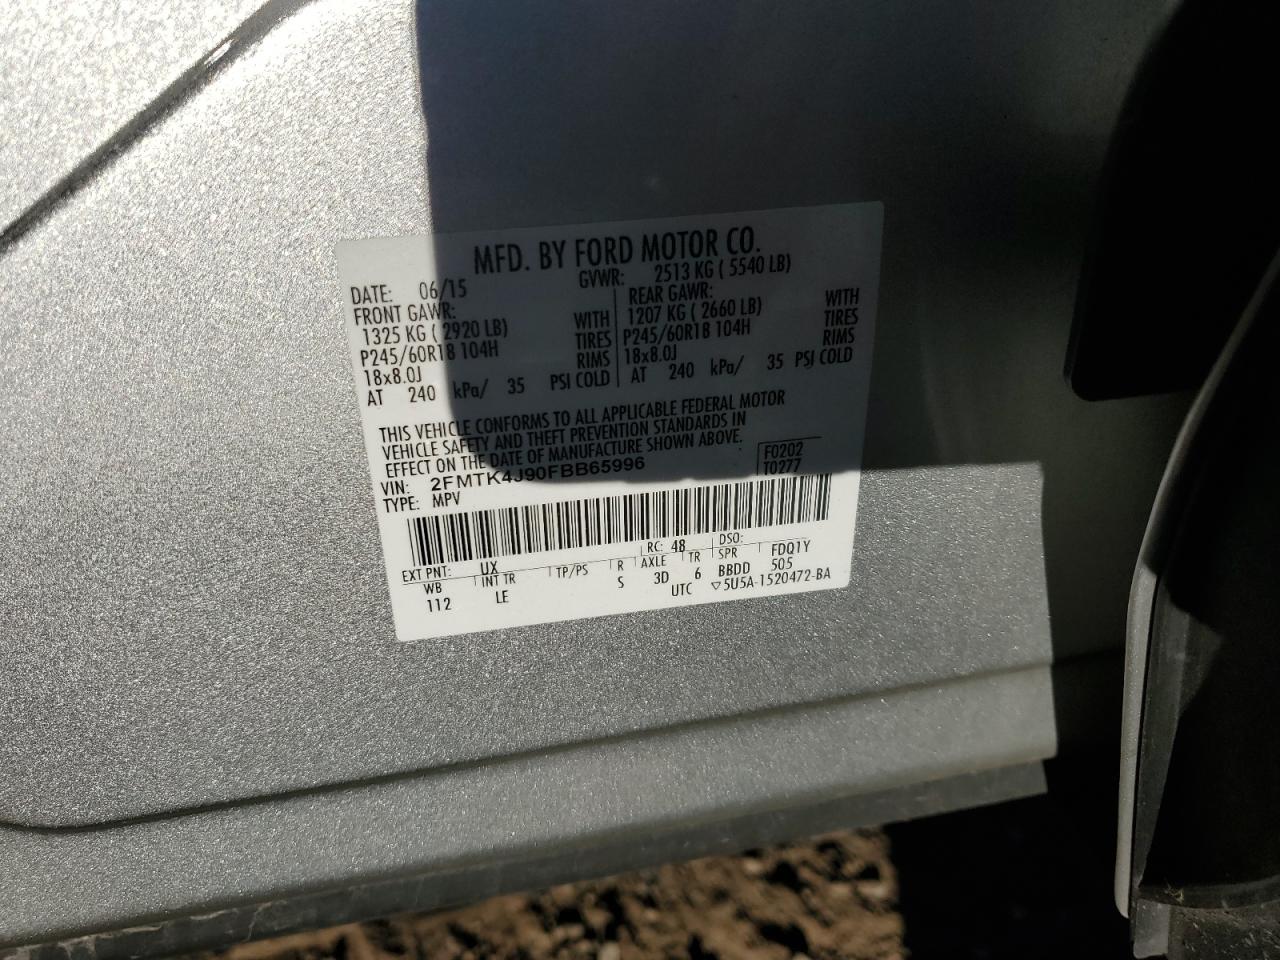 MFD. BY FORD MOTOR CO.
DATE: 06/15 GVWR: 2513 KG ( 5540 LB)
FRONT GAWR: REAR GAWR:
1325 KG ( 2920 LB) WITH 1207 KG ( 2660 LB) WITH
P245/60R18 104H TIRES P245/60R18 104H TIRES
18x8.0J RIMS 18x8.0J RIMS
AT 240 kPa/ 35 PSI COLD AT 240 kPa/ 35 PSI COLD
THIS VEHICLE CONFORMS TO ALL APPLICABLE FEDERAL MOTOR
VEHICLE SAFETY AND THEFT PREVENTION STANDARDS IN
EFFECT ON THE DATE OF MANUFACTURE SHOWN ABOVE.
VIN: 2FMTK4J90FBB65996 F0202
TYPE: MPV T0277
EXT PNT: UX RC: 48 DSO: FDQ1Y
WB INT TR TP/PS R AXLE TR SPR 505
112 LE S 3D 6 BBDD
UTC ▽5U5A-1520472-BA